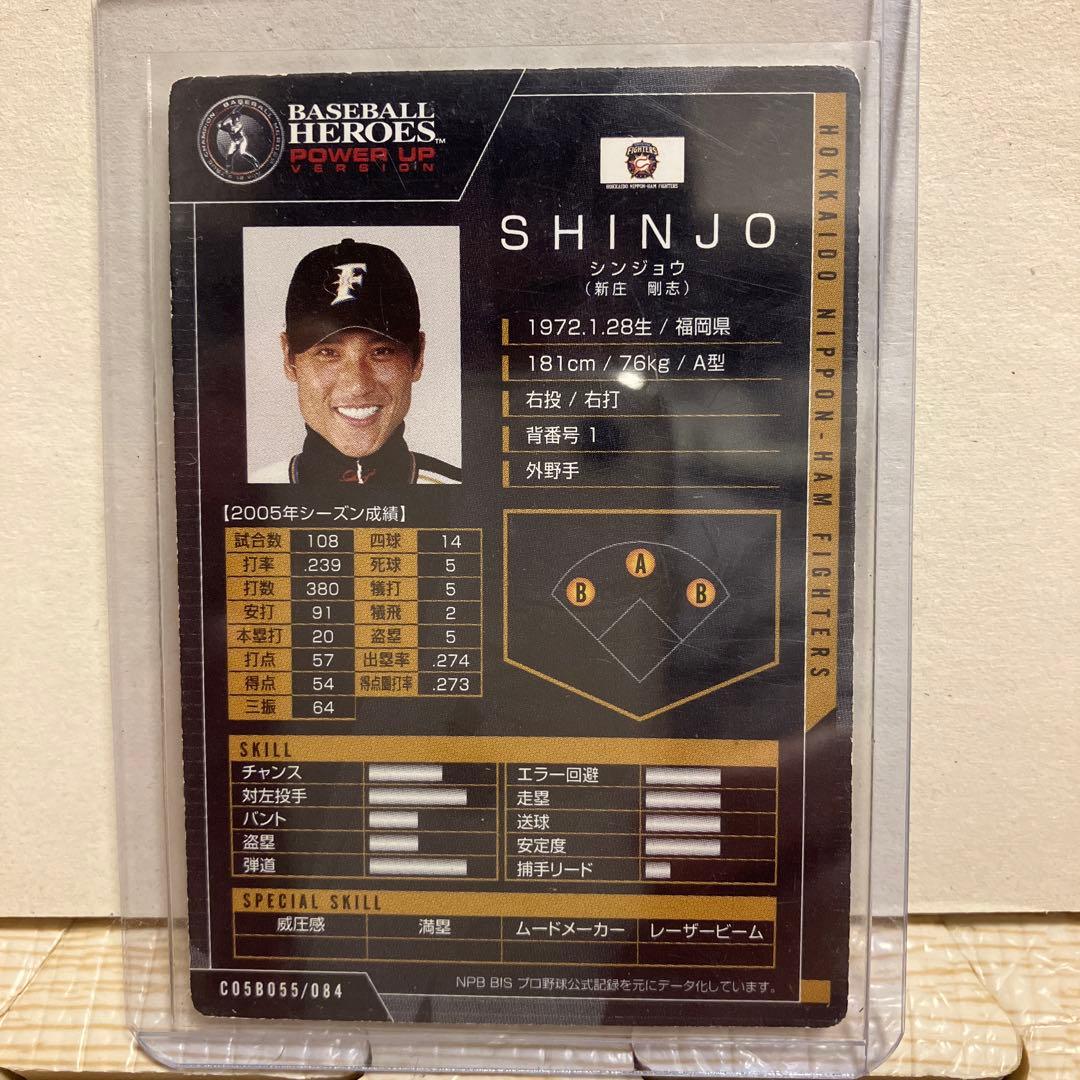 BASEBALL
HEROES™
POWER UP
VERSION
FIGHTERS
HOKKAIDO NIPPON-HAM FIGHTERS
SHINJO
シンジョウ
（新庄　剛志）
1972.1.28生 / 福岡県
181cm / 76kg / A型
右投 / 右打
背番号 1
外野手
HOKKAIDO NIPPON-HAM FIGHTERS
F
【2005年シーズン成績】
試合数 108 四球 14
打率 .239 死球 5
打数 380 犠打 5
安打 91 犠飛 2
本塁打 20 盗塁 5
打点 57 出塁率 .274
得点 54 得点圏打率 .273
三振 64
A
B B
SKILL
チャンス エラー回避
対左投手 走塁
バント 送球
盗塁 安定度
弾道 捕手リード
SPECIAL SKILL
威圧感 満塁 ムードメーカー レーザービーム
C05B055/084
NPB BIS プロ野球公式記録を元にデータ化しています。